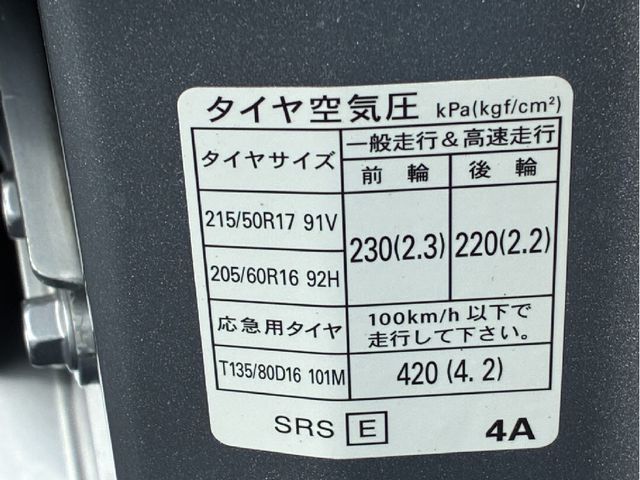 タイヤ空気圧 kPa(kgf/cm²)
タイヤサイズ 一般走行&高速走行
前輪 後輪
215/50R17 91V
230(2.3) 220(2.2)
205/60R16 92H
応急用タイヤ 100km/h以下で
走行して下さい。
T135/80D16 101M 420 (4.2)
SRS E 4A